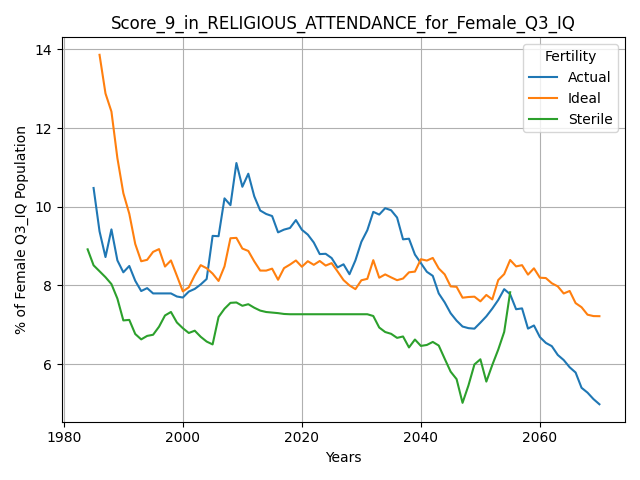 Score_9_in_RELIGIOUS_ATTENDANCE_for_Female_Q3_IQ
% of Female Q3_IQ Population
14
12
10
8
6
Fertility
Actual
Ideal
Sterile
1980
2000
2020
2040
2060
Years